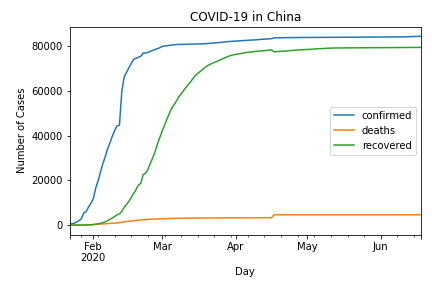 COVID-19 in China
Number of Cases
80000
60000
40000
20000
0
confirmed
deaths
recovered
Feb Mar Apr May Jun
2020
Day